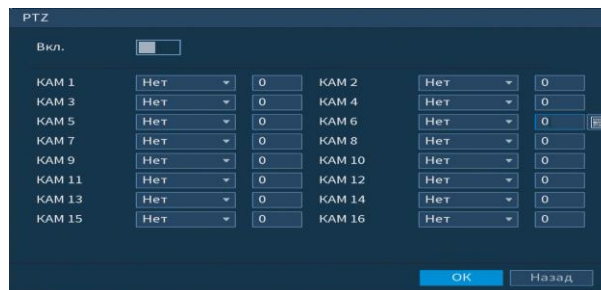 PTZ
Вкл.
КАМ 1 Нет 0 КАМ 2 Нет 0
КАМ 3 Нет 0 КАМ 4 Нет 0
КАМ 5 Нет 0 КАМ 6 Нет 0
КАМ 7 Нет 0 КАМ 8 Нет 0
КАМ 9 Нет 0 КАМ 10 Нет 0
КАМ 11 Нет 0 КАМ 12 Нет 0
КАМ 13 Нет 0 КАМ 14 Нет 0
КАМ 15 Нет 0 КАМ 16 Нет 0
ОК Назад